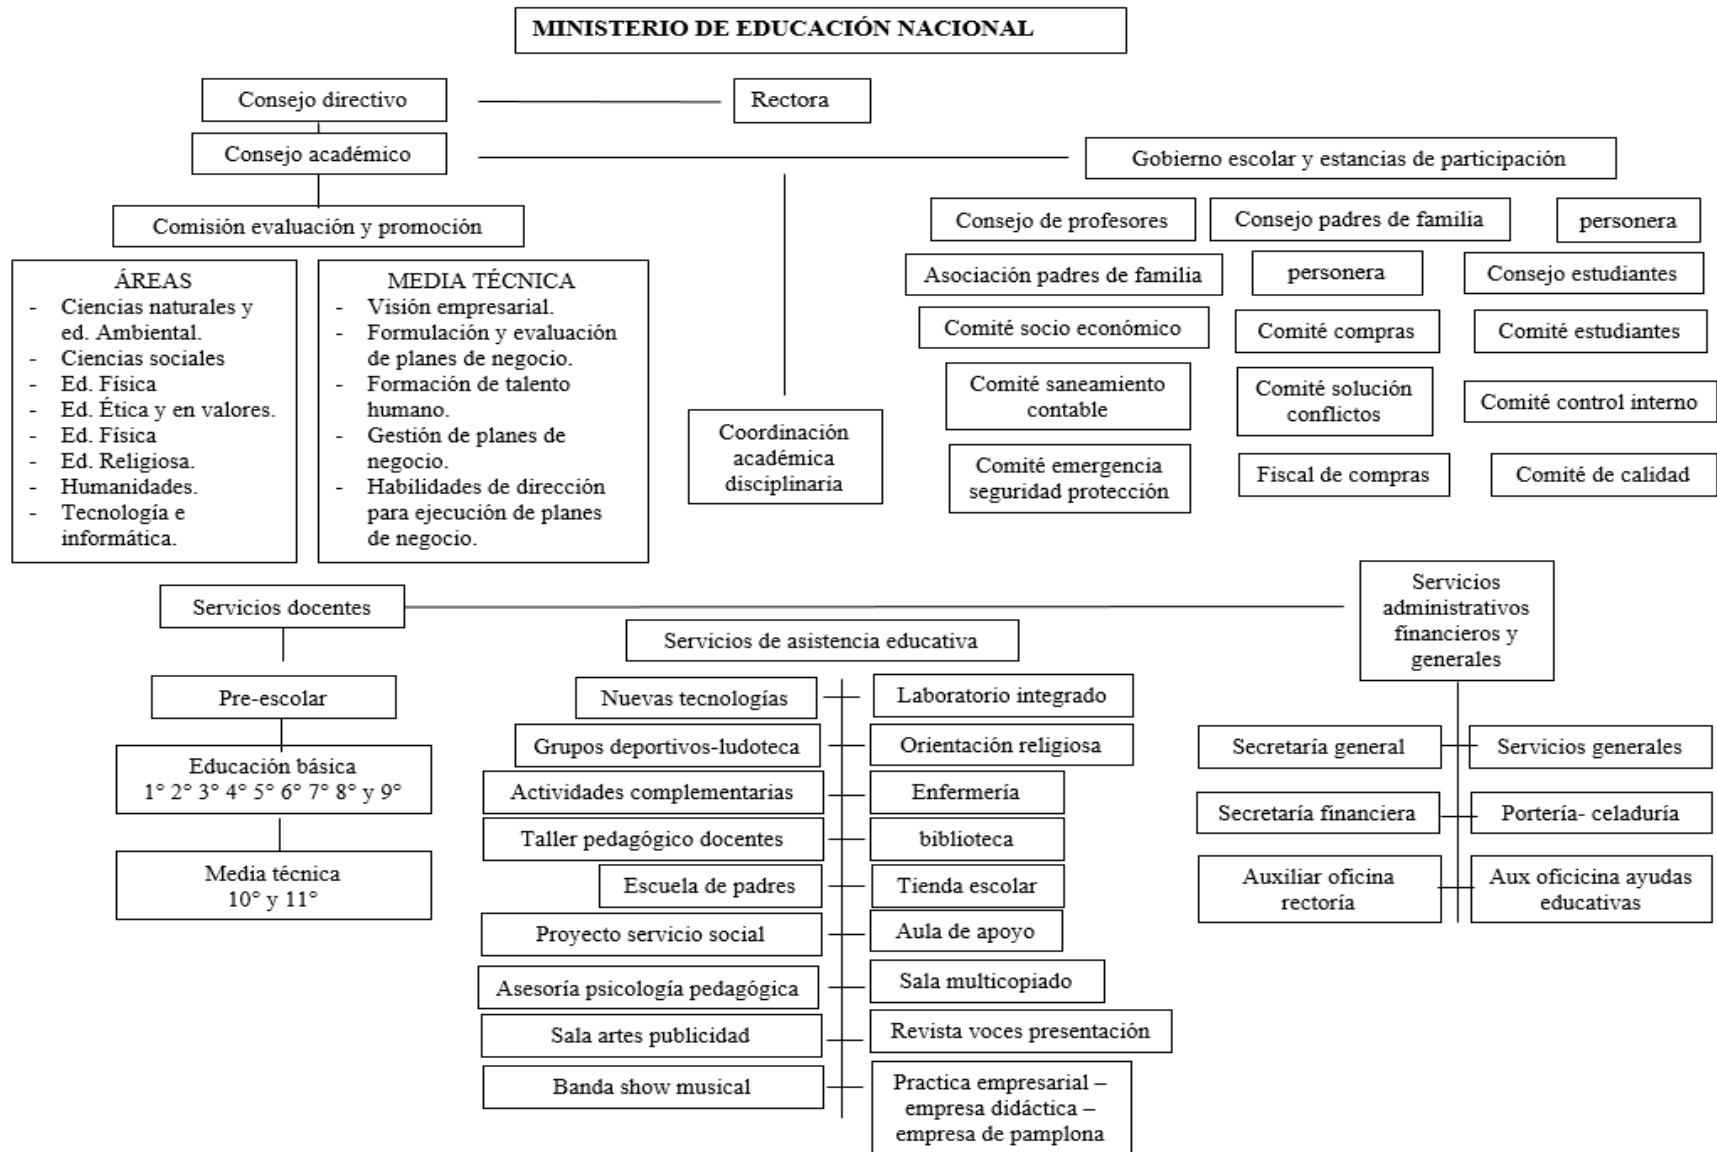 MINISTERIO DE EDUCACIÓN NACIONAL
Consejo directivo
Rectora
Consejo académico
Gobierno escolar y estancias de participación
Comisión evaluación y promoción
Consejo de profesores
Consejo padres de familia
personera
Asociación padres de familia
personera
Consejo estudiantes
Comité socio económico
Comité compras
Comité estudiantes
Comité saneamiento
contable
Comité solución
conflictos
Comité control interno
Comité emergencia
seguridad protección
Fiscal de compras
Comité de calidad
ÁREAS
- Ciencias naturales y
ed. Ambiental.
- Ciencias sociales
- Ed. Física
- Ed. Ética y en valores.
- Ed. Física
- Ed. Religiosa.
- Humanidades.
- Tecnología e
informática.
MEDIA TÉCNICA
- Visión empresarial.
- Formulación y evaluación
de planes de negocio.
- Formación de talento
humano.
- Gestión de planes de
negocio.
- Habilidades de dirección
para ejecución de planes
de negocio.
Coordinación
académica
disciplinaria
Servicios docentes
Servicios de asistencia educativa
Servicios
administrativos
financieros y
generales
Pre-escolar
Educación básica
1° 2° 3° 4° 5° 6° 7° 8° y 9°
Media técnica
10° y 11°
Nuevas tecnologías
Laboratorio integrado
Grupos deportivos-ludoteca
Orientación religiosa
Actividades complementarias
Enfermería
Taller pedagógico docentes
biblioteca
Escuela de padres
Tienda escolar
Proyecto servicio social
Aula de apoyo
Asesoría psicología pedagógica
Sala multicopiado
Sala artes publicidad
Revista voces presentación
Banda show musical
Practica empresarial –
empresa didáctica –
empresa de pamplona
Secretaría general
Servicios generales
Secretaría financiera
Portería- celaduría
Auxiliar oficina
rectoría
Aux oficicina ayudas
educativas